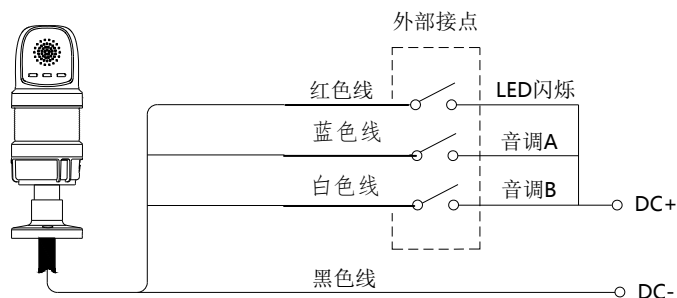 外部接点
红色线 LED闪烁
蓝色线 音调A
白色线 音调B
DC+
黑色线
DC-